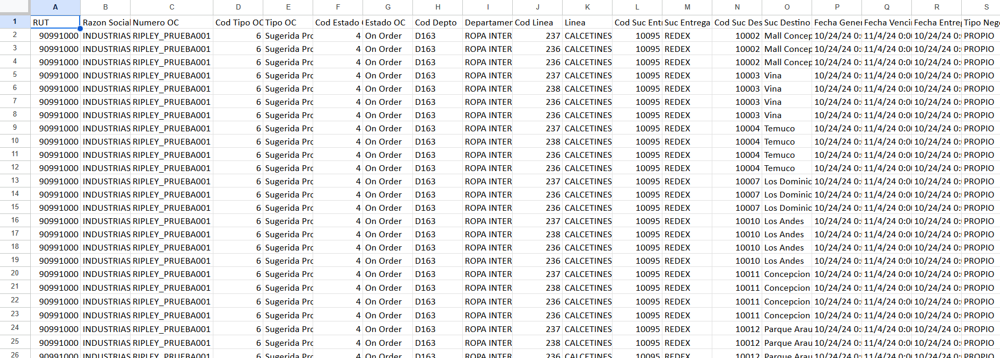 A B C D E F G H I J K L M N O P Q R S
1 RUT Razon Social Numero OC Cod Tipo OC Tipo OC Cod Estado Estado OC Cod Depto Departamen Cod Linea Linea Cod Suc Entr Suc Entrega Cod Suc Des Suc Destino Fecha Gener Fecha Venci Fecha Entreg Tipo Neg
2 90991000 INDUSTRIAS RIPLEY_PRUEBA001 6 Sugerida Pro 4 On Order D163 ROPA INTER 237 CALCETINES 10095 REDEX 10002 Mall Concep 10/24/24 0: 11/4/24 0:0 10/24/24 0: PROPIO
3 90991000 INDUSTRIAS RIPLEY_PRUEBA001 6 Sugerida Pro 4 On Order D163 ROPA INTER 236 CALCETINES 10095 REDEX 10002 Mall Concep 10/24/24 0: 11/4/24 0:0 10/24/24 0: PROPIO
4 90991000 INDUSTRIAS RIPLEY_PRUEBA001 6 Sugerida Pro 4 On Order D163 ROPA INTER 236 CALCETINES 10095 REDEX 10002 Mall Concep 10/24/24 0: 11/4/24 0:0 10/24/24 0: PROPIO
5 90991000 INDUSTRIAS RIPLEY_PRUEBA001 6 Sugerida Pro 4 On Order D163 ROPA INTER 237 CALCETINES 10095 REDEX 10003 Vina 10/24/24 0: 11/4/24 0:0 10/24/24 0: PROPIO
6 90991000 INDUSTRIAS RIPLEY_PRUEBA001 6 Sugerida Pro 4 On Order D163 ROPA INTER 238 CALCETINES 10095 REDEX 10003 Vina 10/24/24 0: 11/4/24 0:0 10/24/24 0: PROPIO
7 90991000 INDUSTRIAS RIPLEY_PRUEBA001 6 Sugerida Pro 4 On Order D163 ROPA INTER 236 CALCETINES 10095 REDEX 10003 Vina 10/24/24 0: 11/4/24 0:0 10/24/24 0: PROPIO
8 90991000 INDUSTRIAS RIPLEY_PRUEBA001 6 Sugerida Pro 4 On Order D163 ROPA INTER 236 CALCETINES 10095 REDEX 10003 Vina 10/24/24 0: 11/4/24 0:0 10/24/24 0: PROPIO
9 90991000 INDUSTRIAS RIPLEY_PRUEBA001 6 Sugerida Pro 4 On Order D163 ROPA INTER 237 CALCETINES 10095 REDEX 10004 Temuco 10/24/24 0: 11/4/24 0:0 10/24/24 0: PROPIO
10 90991000 INDUSTRIAS RIPLEY_PRUEBA001 6 Sugerida Pro 4 On Order D163 ROPA INTER 238 CALCETINES 10095 REDEX 10004 Temuco 10/24/24 0: 11/4/24 0:0 10/24/24 0: PROPIO
11 90991000 INDUSTRIAS RIPLEY_PRUEBA001 6 Sugerida Pro 4 On Order D163 ROPA INTER 236 CALCETINES 10095 REDEX 10004 Temuco 10/24/24 0: 11/4/24 0:0 10/24/24 0: PROPIO
12 90991000 INDUSTRIAS RIPLEY_PRUEBA001 6 Sugerida Pro 4 On Order D163 ROPA INTER 236 CALCETINES 10095 REDEX 10004 Temuco 10/24/24 0: 11/4/24 0:0 10/24/24 0: PROPIO
13 90991000 INDUSTRIAS RIPLEY_PRUEBA001 6 Sugerida Pro 4 On Order D163 ROPA INTER 237 CALCETINES 10095 REDEX 10007 Los Dominic 10/24/24 0: 11/4/24 0:0 10/24/24 0: PROPIO
14 90991000 INDUSTRIAS RIPLEY_PRUEBA001 6 Sugerida Pro 4 On Order D163 ROPA INTER 236 CALCETINES 10095 REDEX 10007 Los Dominic 10/24/24 0: 11/4/24 0:0 10/24/24 0: PROPIO
15 90991000 INDUSTRIAS RIPLEY_PRUEBA001 6 Sugerida Pro 4 On Order D163 ROPA INTER 236 CALCETINES 10095 REDEX 10007 Los Dominic 10/24/24 0: 11/4/24 0:0 10/24/24 0: PROPIO
16 90991000 INDUSTRIAS RIPLEY_PRUEBA001 6 Sugerida Pro 4 On Order D163 ROPA INTER 237 CALCETINES 10095 REDEX 10010 Los Andes 10/24/24 0: 11/4/24 0:0 10/24/24 0: PROPIO
17 90991000 INDUSTRIAS RIPLEY_PRUEBA001 6 Sugerida Pro 4 On Order D163 ROPA INTER 238 CALCETINES 10095 REDEX 10010 Los Andes 10/24/24 0: 11/4/24 0:0 10/24/24 0: PROPIO
18 90991000 INDUSTRIAS RIPLEY_PRUEBA001 6 Sugerida Pro 4 On Order D163 ROPA INTER 236 CALCETINES 10095 REDEX 10010 Los Andes 10/24/24 0: 11/4/24 0:0 10/24/24 0: PROPIO
19 90991000 INDUSTRIAS RIPLEY_PRUEBA001 6 Sugerida Pro 4 On Order D163 ROPA INTER 236 CALCETINES 10095 REDEX 10010 Los Andes 10/24/24 0: 11/4/24 0:0 10/24/24 0: PROPIO
20 90991000 INDUSTRIAS RIPLEY_PRUEBA001 6 Sugerida Pro 4 On Order D163 ROPA INTER 237 CALCETINES 10095 REDEX 10011 Concepcion 10/24/24 0: 11/4/24 0:0 10/24/24 0: PROPIO
21 90991000 INDUSTRIAS RIPLEY_PRUEBA001 6 Sugerida Pro 4 On Order D163 ROPA INTER 238 CALCETINES 10095 REDEX 10011 Concepcion 10/24/24 0: 11/4/24 0:0 10/24/24 0: PROPIO
22 90991000 INDUSTRIAS RIPLEY_PRUEBA001 6 Sugerida Pro 4 On Order D163 ROPA INTER 236 CALCETINES 10095 REDEX 10011 Concepcion 10/24/24 0: 11/4/24 0:0 10/24/24 0: PROPIO
23 90991000 INDUSTRIAS RIPLEY_PRUEBA001 6 Sugerida Pro 4 On Order D163 ROPA INTER 236 CALCETINES 10095 REDEX 10011 Concepcion 10/24/24 0: 11/4/24 0:0 10/24/24 0: PROPIO
24 90991000 INDUSTRIAS RIPLEY_PRUEBA001 6 Sugerida Pro 4 On Order D163 ROPA INTER 237 CALCETINES 10095 REDEX 10012 Parque Arau 10/24/24 0: 11/4/24 0:0 10/24/24 0: PROPIO
25 90991000 INDUSTRIAS RIPLEY_PRUEBA001 6 Sugerida Pro 4 On Order D163 ROPA INTER 238 CALCETINES 10095 REDEX 10012 Parque Arau 10/24/24 0: 11/4/24 0:0 10/24/24 0: PROPIO
26 90991000 INDUSTRIAS RIPLEY_PRUEBA001 6 Sugerida Pro 4 On Order D163 ROPA INTER 236 CALCETINES 10095 REDEX 10012 Parque Arau 10/24/24 0: 11/4/24 0:0 10/24/24 0: PROPIO